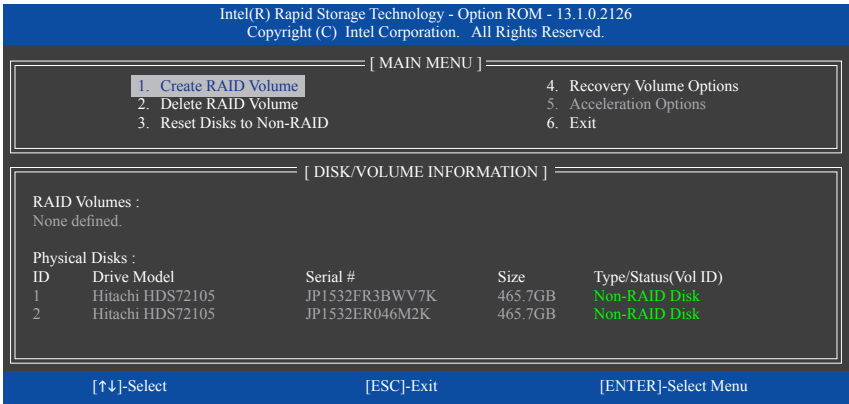 Intel(R) Rapid Storage Technology - Option ROM - 13.1.0.2126
Copyright (C) Intel Corporation. All Rights Reserved.
[ MAIN MENU ]
1. Create RAID Volume
2. Delete RAID Volume
3. Reset Disks to Non-RAID
4. Recovery Volume Options
5. Acceleration Options
6. Exit
[ DISK/VOLUME INFORMATION ]
RAID Volumes :
None defined.
Physical Disks :
ID Drive Model Serial # Size Type/Status(Vol ID)
1 Hitachi HDS72105 JP1532FR3BWV7K 465.7GB Non-RAID Disk
2 Hitachi HDS72105 JP1532ER046M2K 465.7GB Non-RAID Disk
[↑↓]-Select [ESC]-Exit [ENTER]-Select Menu